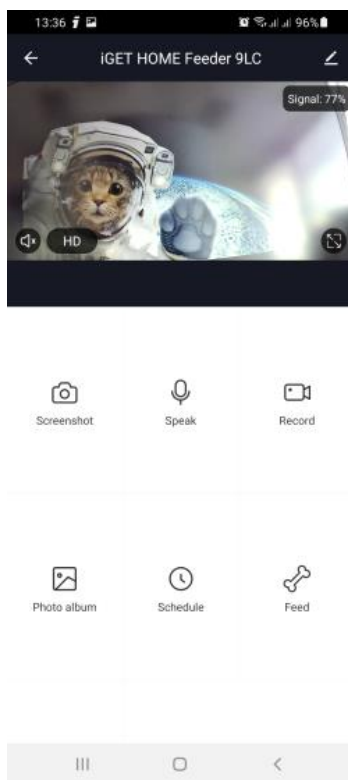 13:36 96%
iGET HOME Feeder 9LC
Signal: 77%
HD
Screenshot Speak Record
Photo album Schedule Feed